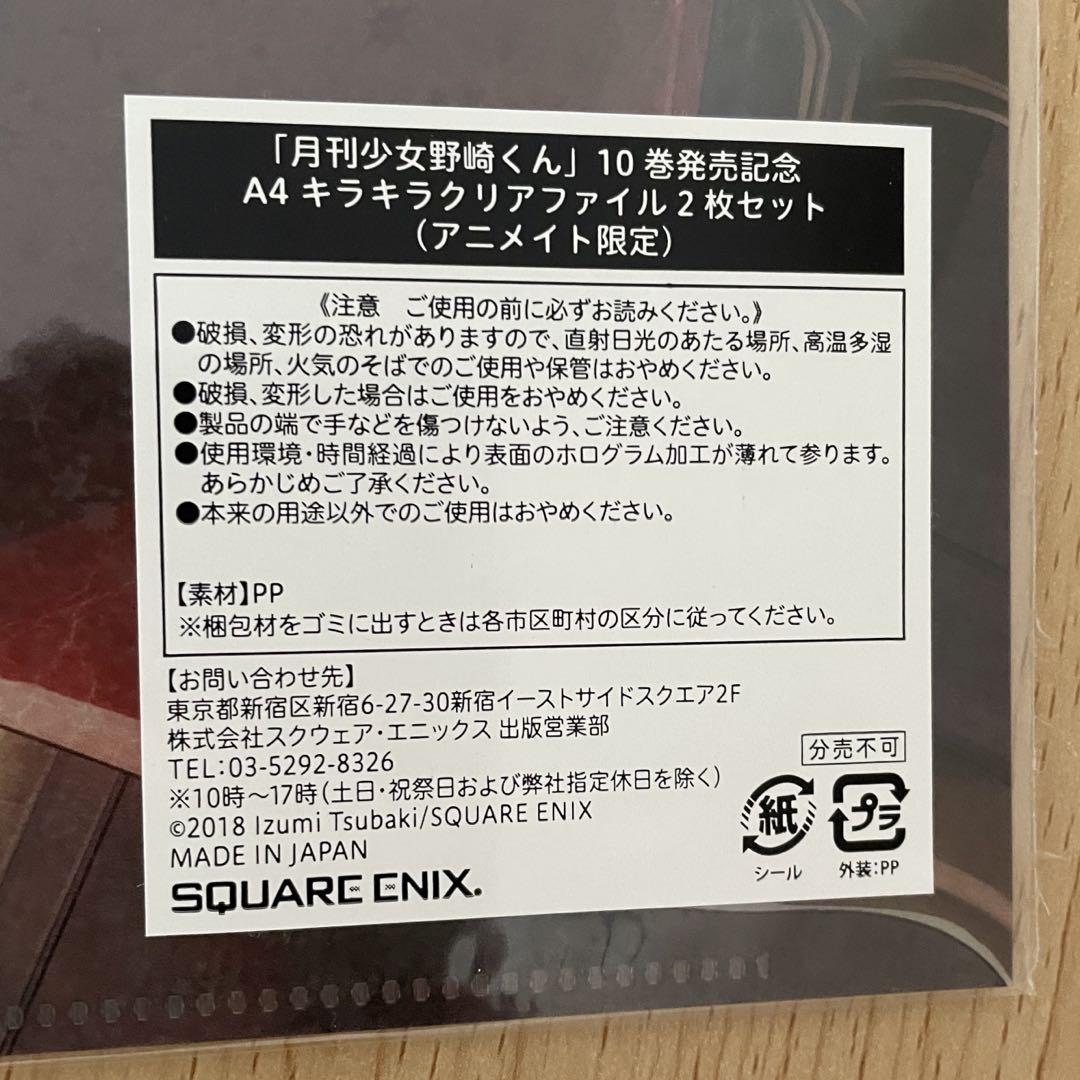 「月刊少女野崎くん」10巻発売記念
A4キラキラクリアファイル2枚セット
(アニメイト限定)
《注意 ご使用の前に必ずお読みください。》
●破損、変形の恐れがありますので、直射日光のあたる場所、高温多湿
の場所、火気のそばでのご使用や保管はおやめください。
●破損、変形した場合はご使用をおやめください。
●製品の端で手などを傷つけないよう、ご注意ください。
●使用環境・時間経過により表面のホログラム加工が薄れて参ります。
あらかじめご了承ください。
●本来の用途以外でのご使用はおやめください。
【素材】PP
※梱包材をゴミに出すときは各市区町村の区分に従ってください。
【お問い合わせ先】
東京都新宿区新宿6-27-30新宿イーストサイドスクエア2F
株式会社スクウェア・エニックス 出版営業部
TEL:03-5292-8326
※10時〜17時(土日・祝祭日および弊社指定休日を除く)
©2018 Izumi Tsubaki/SQUARE ENIX
MADE IN JAPAN
SQUARE ENIX.
分売不可
紙
シール
プラ
外装:PP